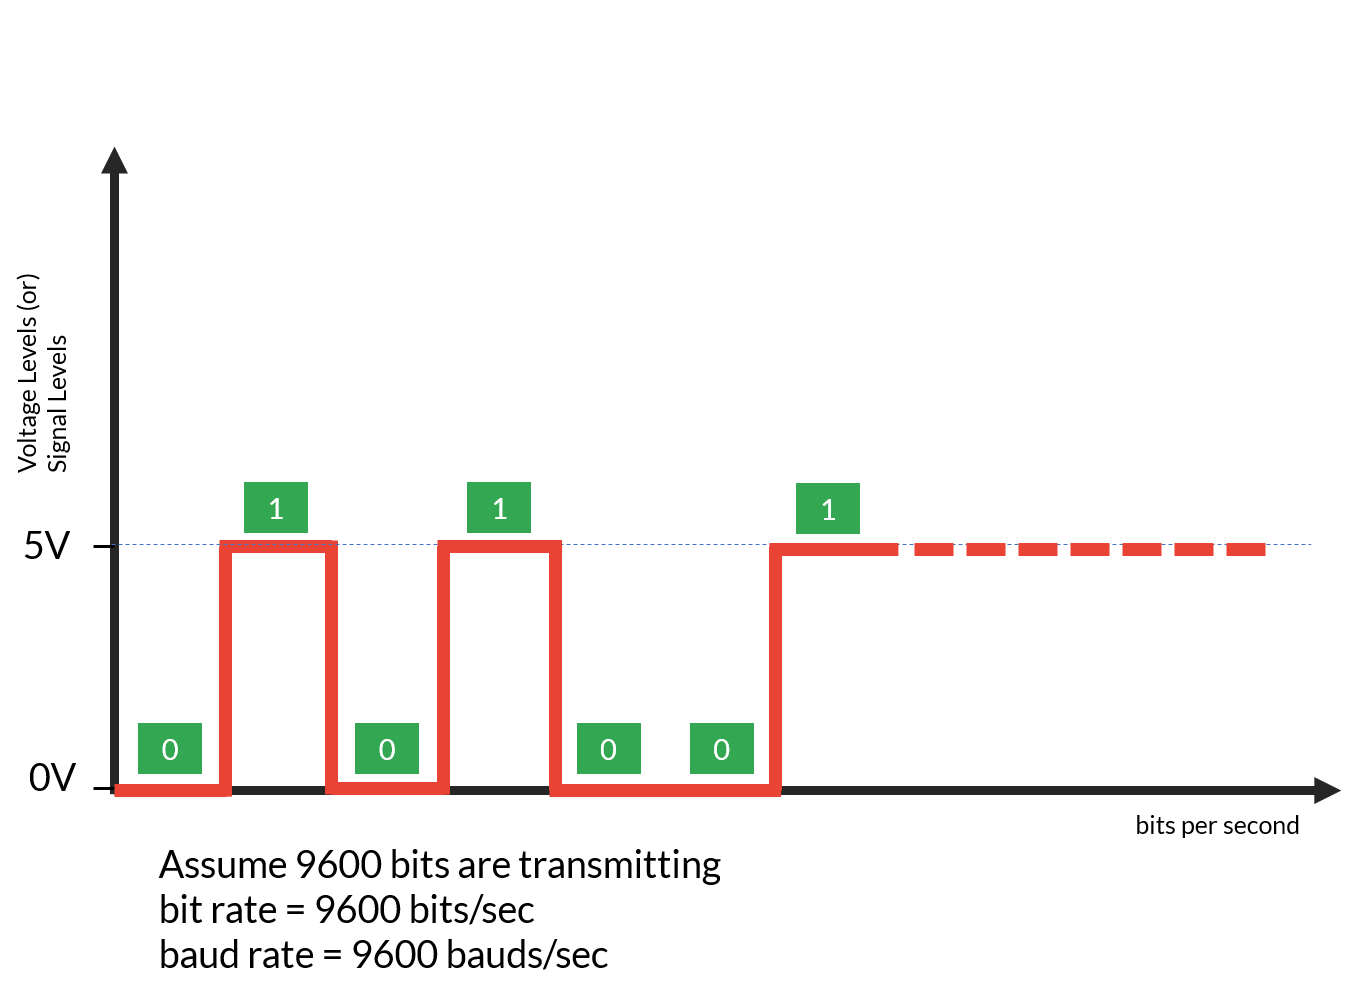 Voltage Levels (or)
Signal Levels
1
1
1
5V
0
0
0
0
0V
bits per second
Assume 9600 bits are transmitting
bit rate = 9600 bits/sec
baud rate = 9600 bauds/sec